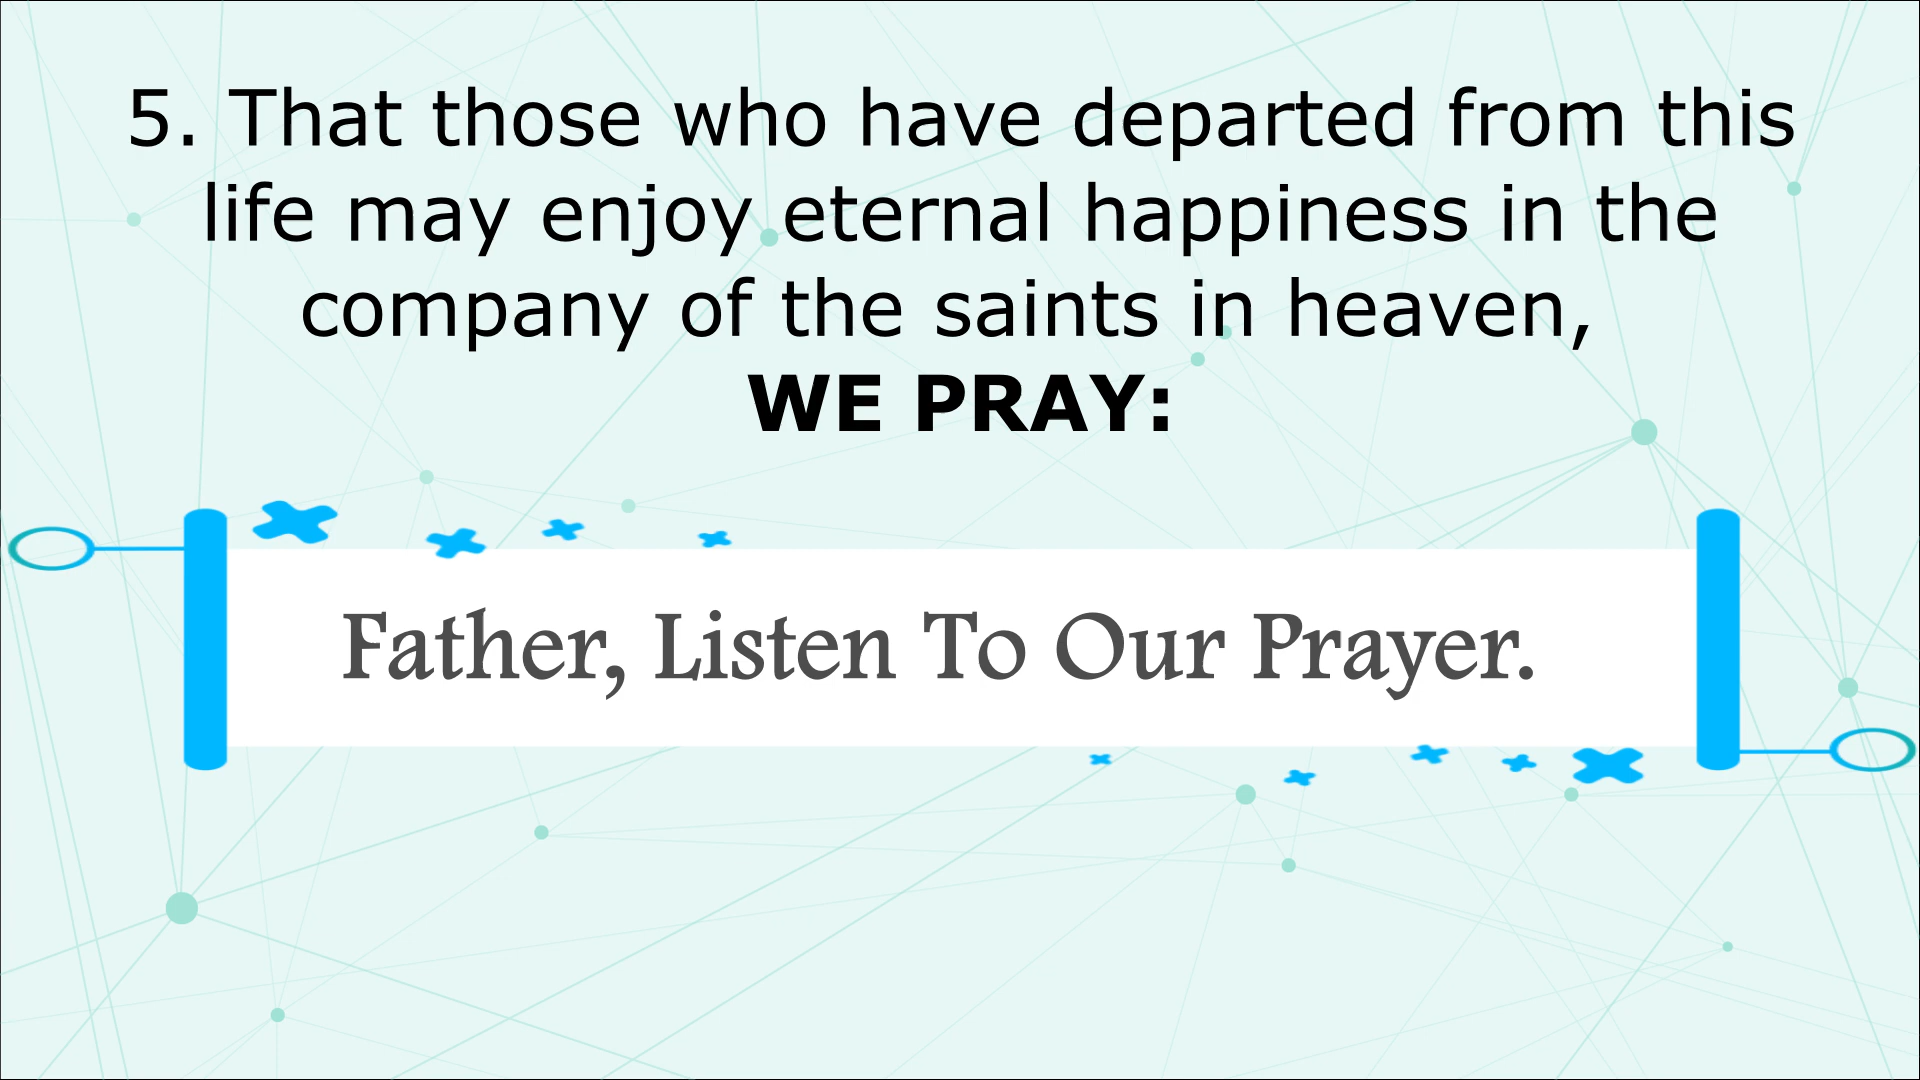 5. That those who have departed from this
life may enjoy eternal happiness in the
company of the saints in heaven,
WE PRAY:
Father, Listen To Our Prayer.